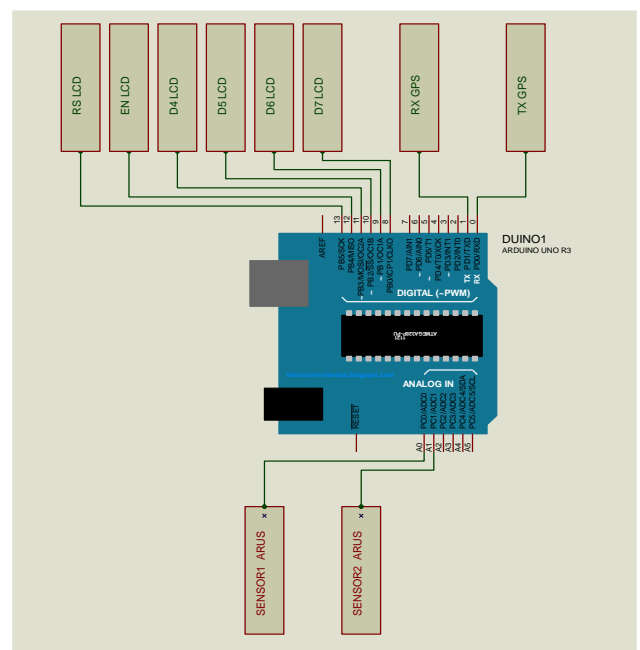 RS LCD
EN LCD
D4 LCD
D5 LCD
D6 LCD
D7 LCD
RX GPS
TX GPS
DUINO1
ARDUINO UNO R3
AREF
13
12
11
10
9
8
7
6
5
4
3
2
1
0
PB5/SCK
PB4/MISO
~PB3/MOSI/OC2A
~PB2/SS/OC1B
~PB1/OC1A
PB0/ICP1/CLKO
PD7/AIN1
~PD6/AIN0
~PD5/T1
PD4/T0/XCK
~PD3/INT1
PD2/INT0
PD1/TXD
PD0/RXD
TX
RX
DIGITAL (~PWM)
ATMEGA328P-PU
1121
ANALOG IN
RESET
PC0/ADC0
PC1/ADC1
PC2/ADC2
PC3/ADC3
PC4/ADC4/SDA
PC5/ADC5/SCL
A0
A1
A2
A3
A4
A5
SENSOR1 ARUS
SENSOR2 ARUS